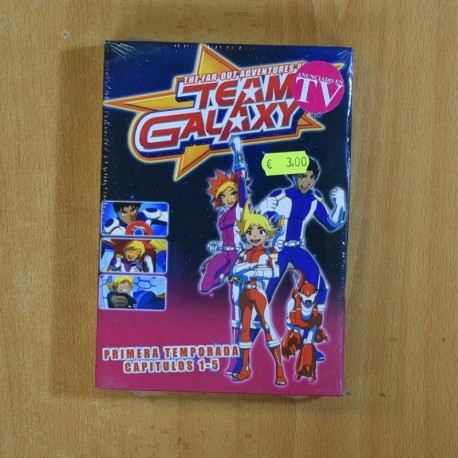 THE FAR-OUT ADVENTURES OF
TEAM
GALAXY
ANUNCIADO EN
TV
€ 3.00
PRIMERA TEMPORADA
CAPITULOS 1-5